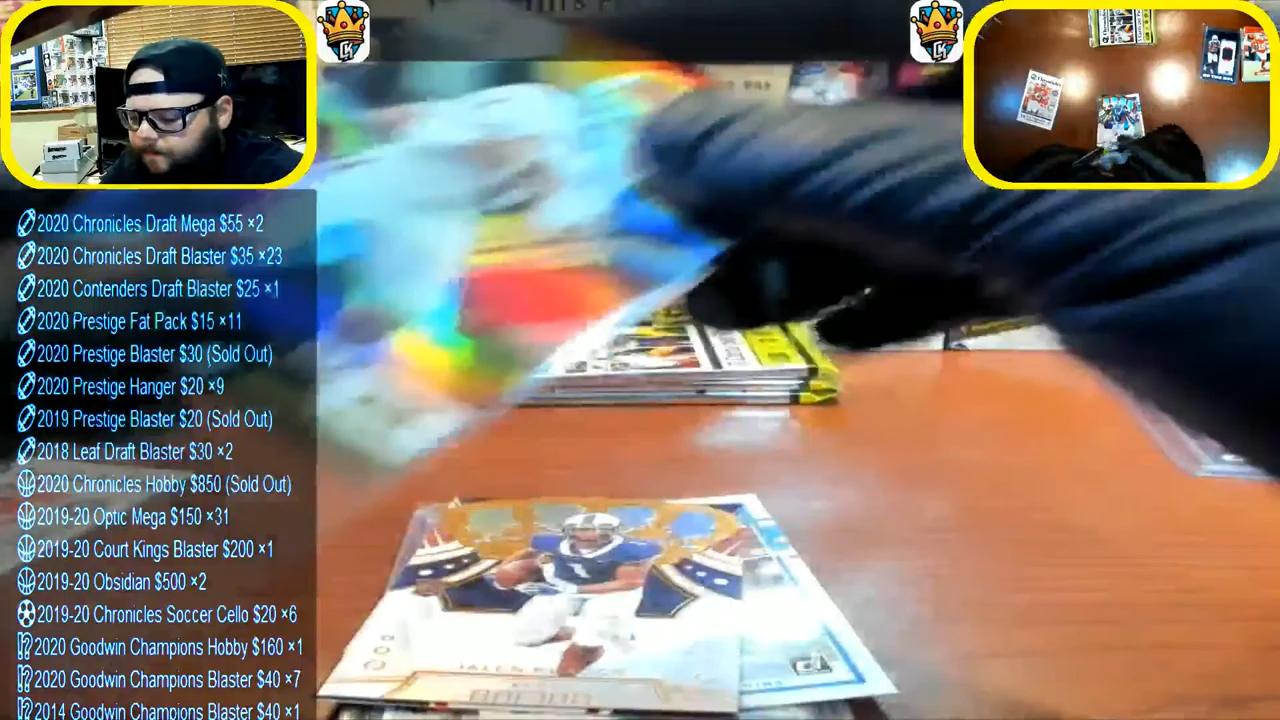 2020 Chronicles Draft Mega $55 ×2
2020 Chronicles Draft Blaster $35 ×23
2020 Contenders Draft Blaster $25 ×1
2020 Prestige Fat Pack $15 ×11
2020 Prestige Blaster $30 (Sold Out)
2020 Prestige Hanger $20 ×9
2019 Prestige Blaster $20 (Sold Out)
2018 Leaf Draft Blaster $30 ×2
2020 Chronicles Hobby $850 (Sold Out)
2019-20 Optic Mega $150 ×31
2019-20 Court Kings Blaster $200 ×1
2019-20 Obsidian $500 ×2
2019-20 Chronicles Soccer Cello $20 ×6
2020 Goodwin Champions Hobby $160 ×1
2020 Goodwin Champions Blaster $40 ×7
2014 Goodwin Champions Blaster $40 ×1
CK
CK
JALEN
1